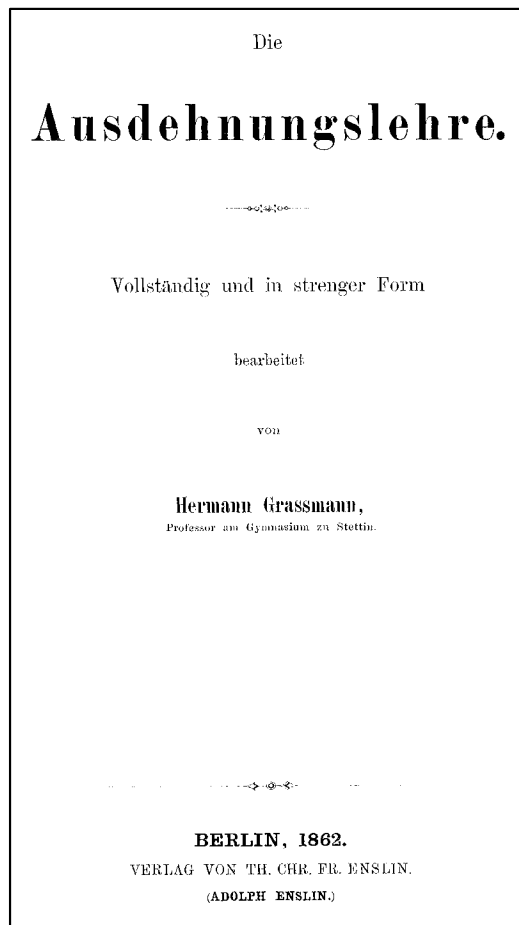 Die
Ausdehnungslehre.
Vollständig und in strenger Form
bearbeitet
von
Hermann Grassmann,
Professor am Gymnasium zu Stettin.
BERLIN, 1862.
VERLAG VON TH. CHR. FR. ENSLIN.
(ADOLPH ENSLIN.)